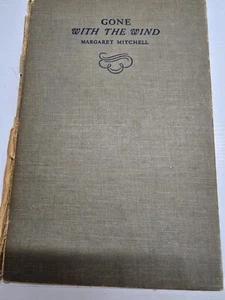 GONE
WITH THE WIND
MARGARET MITCHELL